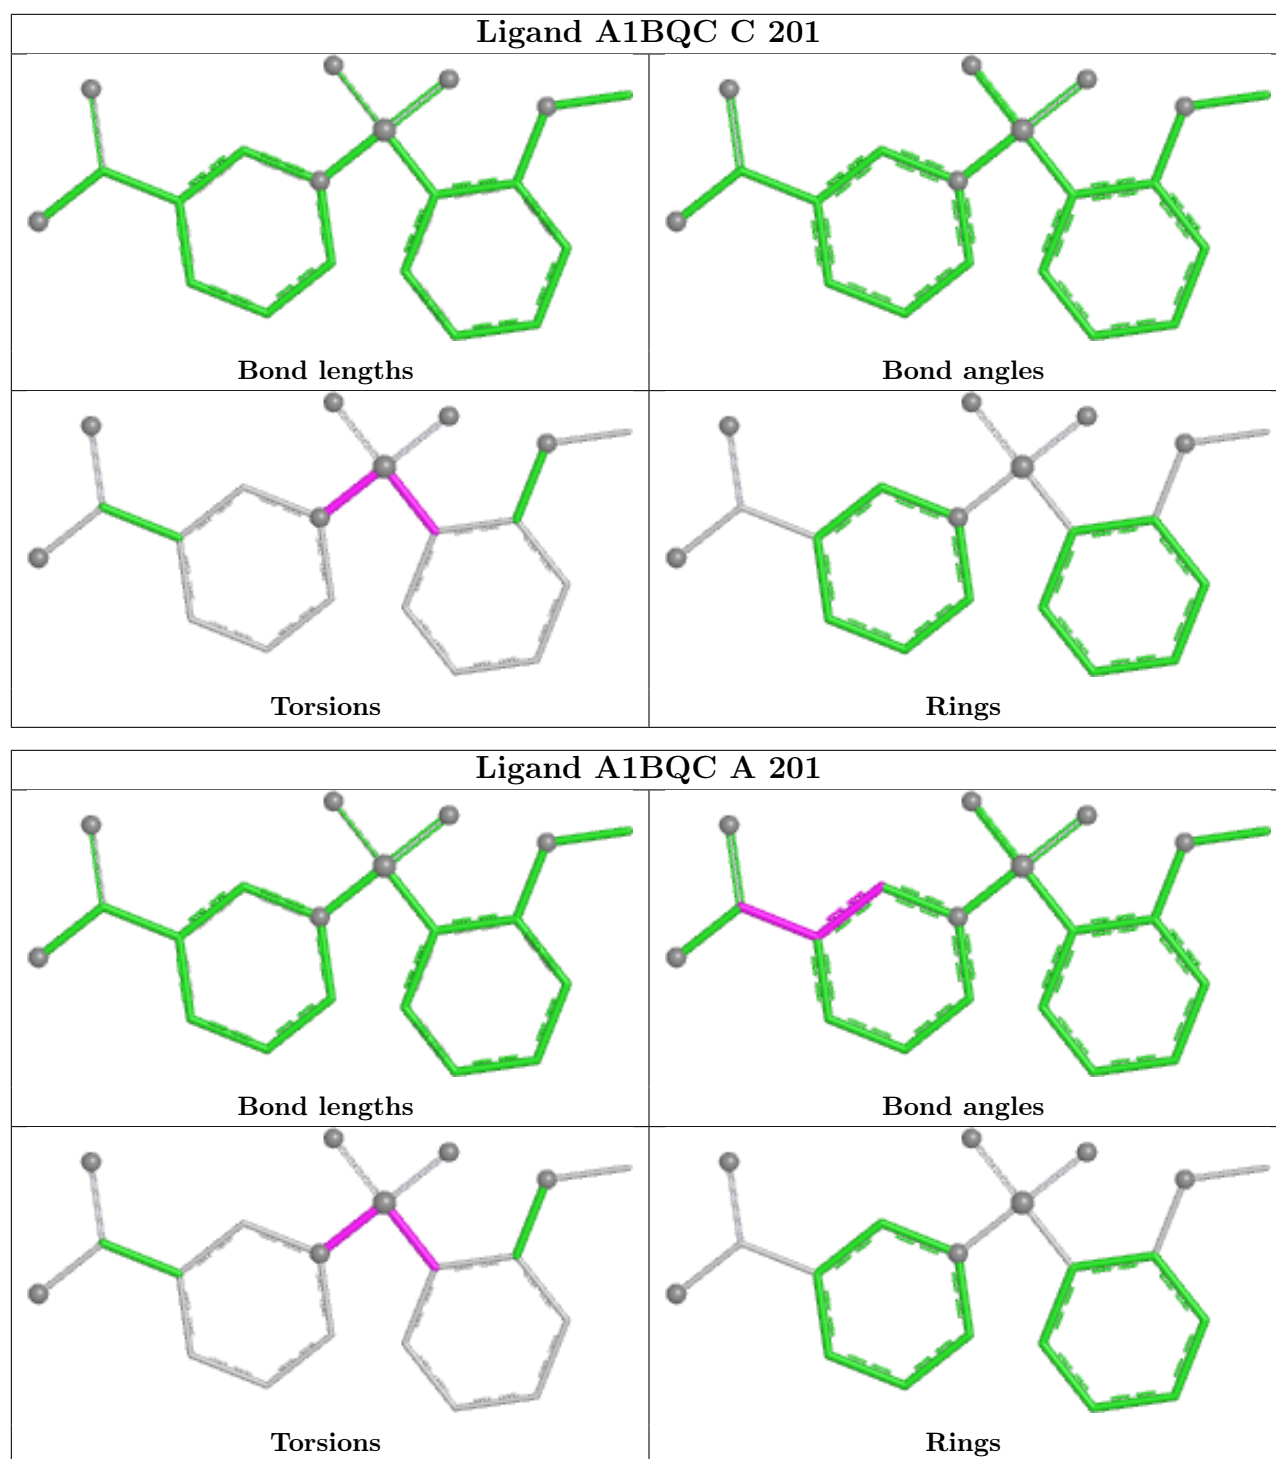 Ligand A1BQC C 201
Bond lengths
Bond angles
Torsions
Rings
Ligand A1BQC A 201
Bond lengths
Bond angles
Torsions
Rings